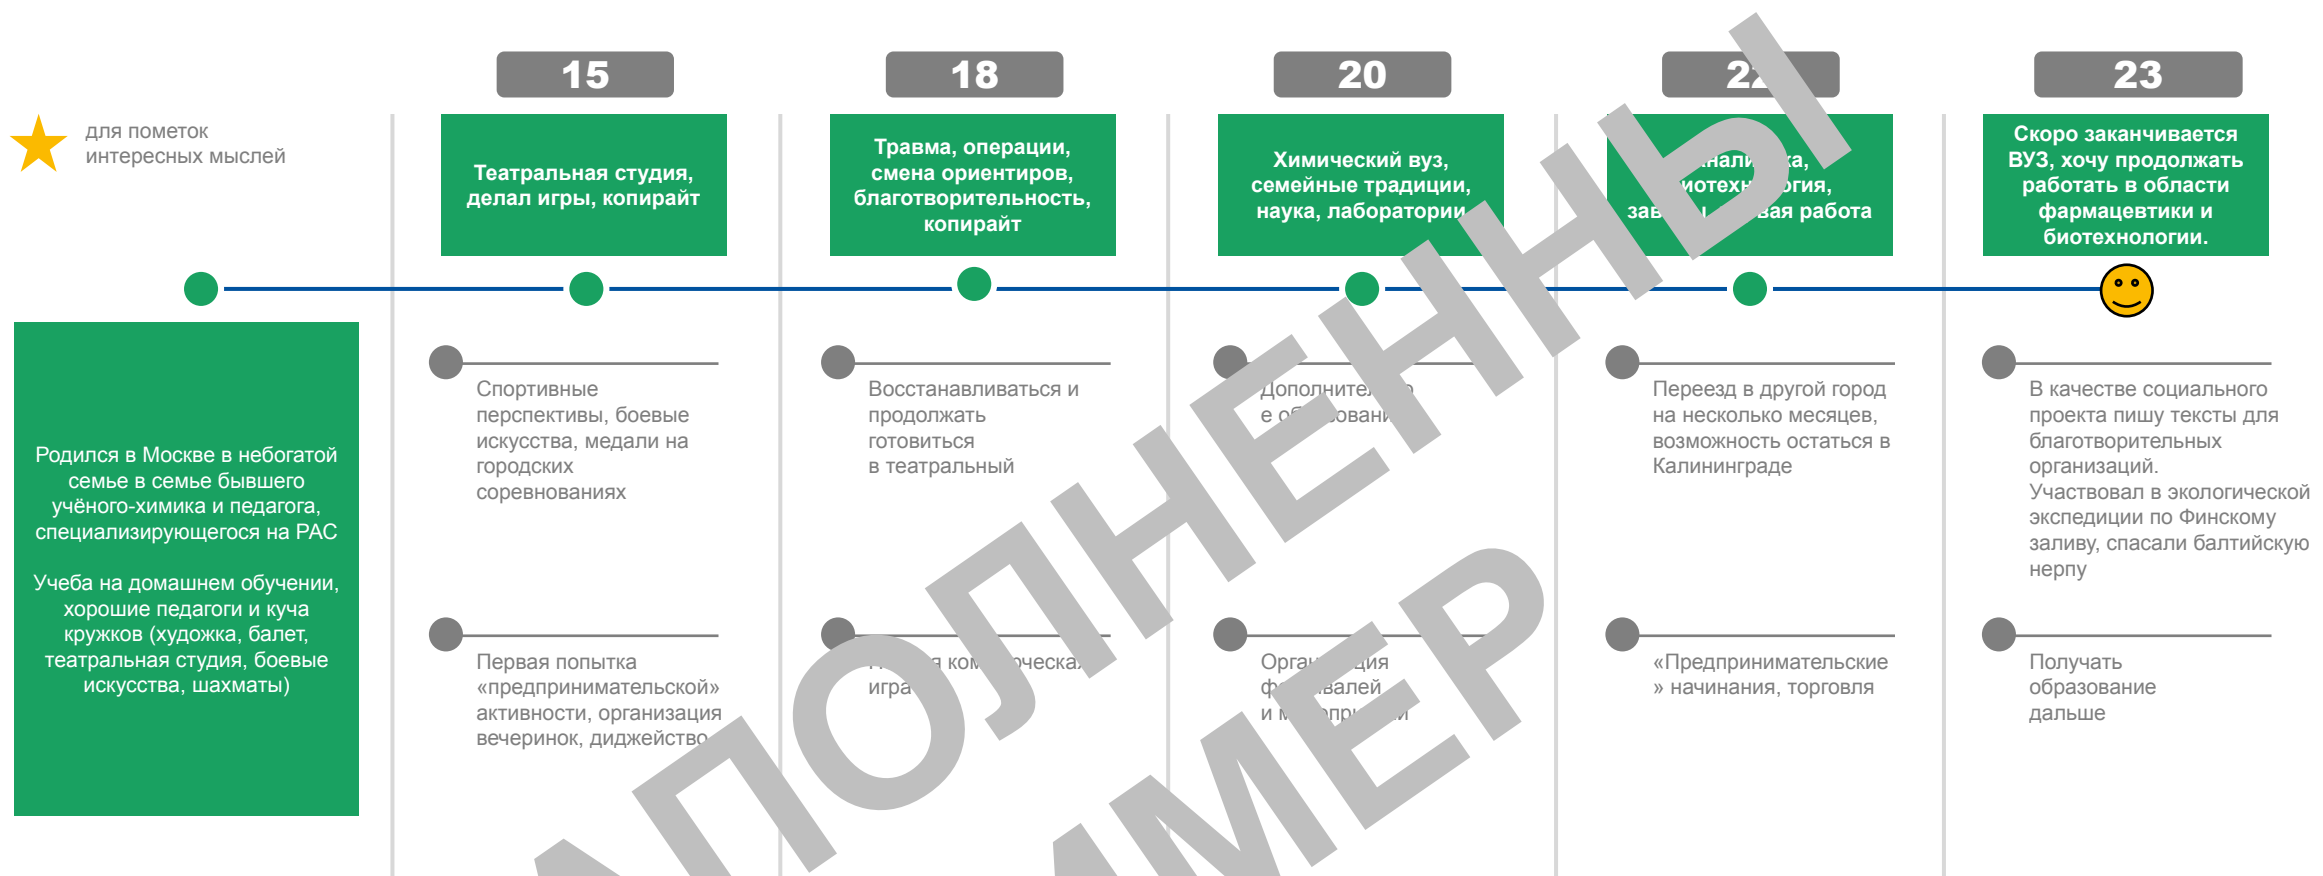 для пометок
интересных мыслей
Родился в Москве в небогатой
семье в семье бывшего
учёного-химика и педагога,
специализирующегося на РАС
Учеба на домашнем обучении,
хорошие педагоги и куча
кружков (художка, балет,
театральная студия, боевые
искусства, шахматы)
15
Театральная студия,
делал игры, копирайт
Спортивные
перспективы, боевые
искусства, медали на
городских
соревнованиях
Первая попытка
«предпринимательской»
активности, организация
вечеринок, диджейство
18
Травма, операции,
смена ориентиров,
благотворительность,
копирайт
Восстанавливаться и
продолжать
готовиться
в театральный
игра
20
Химический вуз,
семейные традиции,
наука, лаборатории
22
работа
Переезд в другой город
на несколько месяцев,
возможность остаться в
Калининграде
«Предпринимательские
» начинания, торговля
23
Скоро заканчивается
ВУЗ, хочу продолжать
работать в области
фармацевтики и
биотехнологии.
В качестве социального
проекта пишу тексты для
благотворительных
организаций.
Участвовал в экологической
экспедиции по Финскому
заливу, спасали балтийскую
нерпу
Получать
образование
дальше